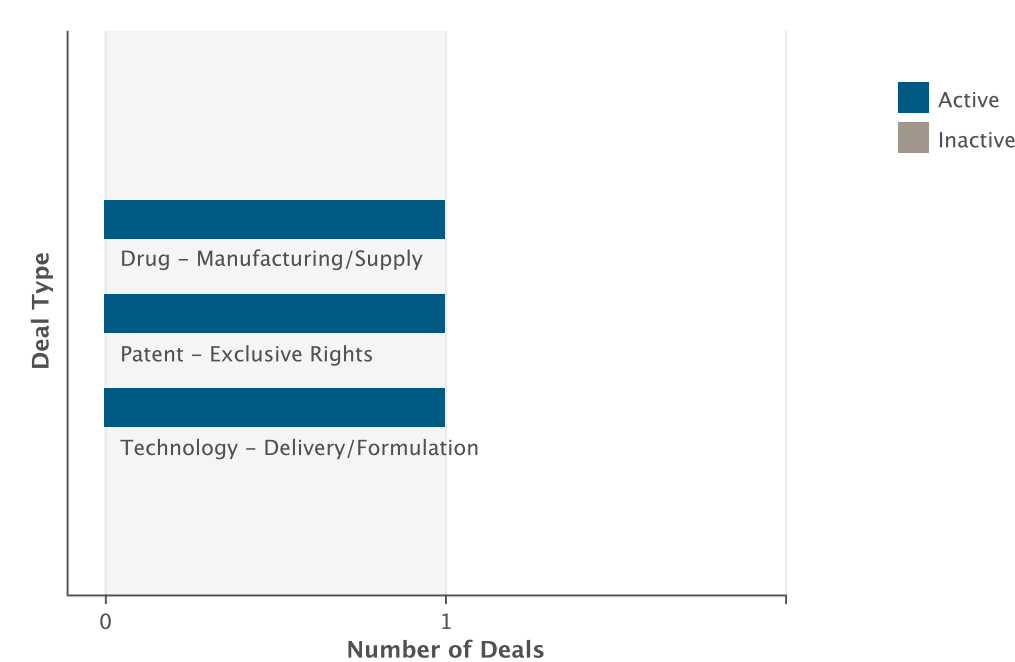 Active
Inactive
Drug – Manufacturing/Supply
Patent – Exclusive Rights
Technology – Delivery/Formulation
Deal Type
0
1
Number of Deals